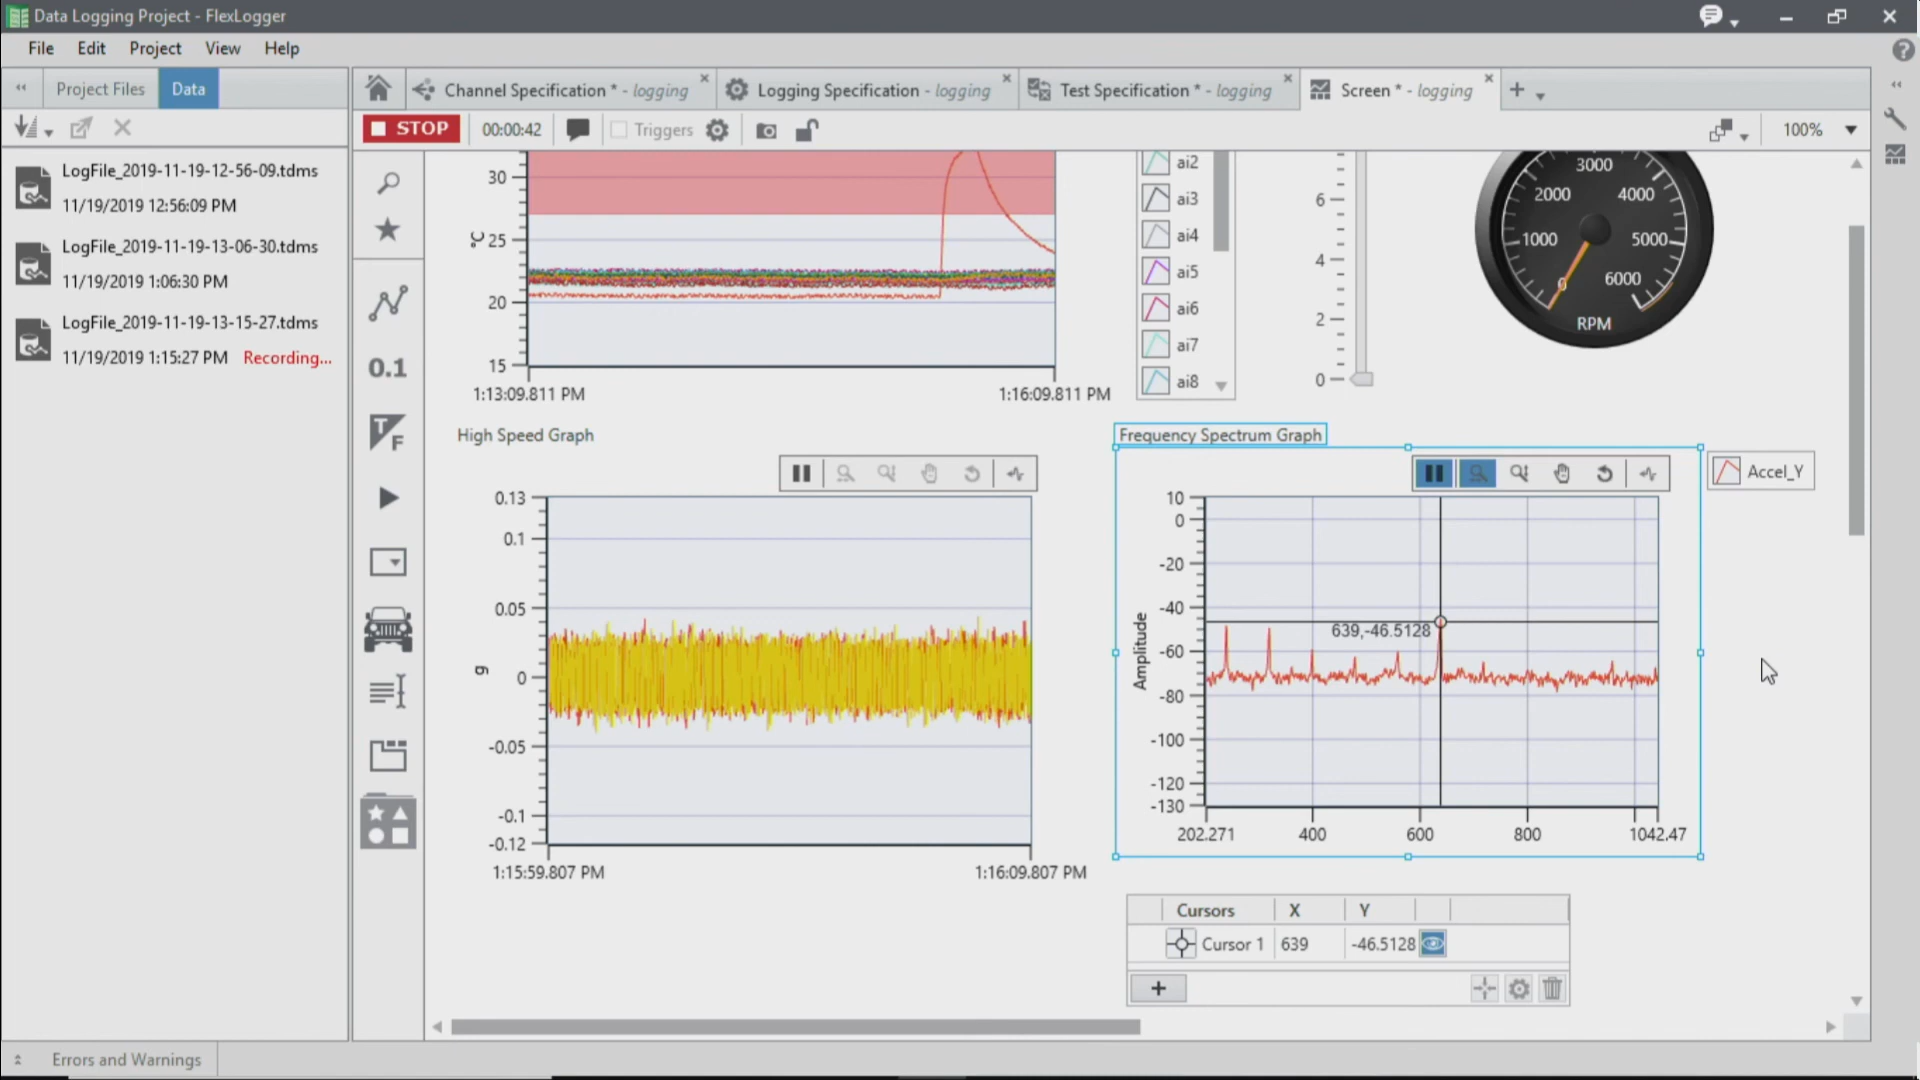 Data Logging Project - FlexLogger
File Edit Project View Help
Project Files Data
Channel Specification * - logging
Logging Specification - logging
Test Specification * - logging
Screen * - logging
STOP 00:00:42 Triggers 100%
LogFile_2019-11-19-12-56-09.tdms
11/19/2019 12:56:09 PM
LogFile_2019-11-19-13-06-30.tdms
11/19/2019 1:06:30 PM
LogFile_2019-11-19-13-15-27.tdms
11/19/2019 1:15:27 PM Recording...
0.1
T
F
30
25
20
15
°C
1:13:09.811 PM 1:16:09.811 PM
ai2
ai3
ai4
ai5
ai6
ai7
ai8
6
4
2
0
0
1000
2000
3000
4000
5000
6000
RPM
High Speed Graph
0.13
0.1
0.05
0
-0.05
-0.1
-0.12
g
1:15:59.807 PM 1:16:09.807 PM
Frequency Spectrum Graph
Accel_Y
10
0
-20
-40
-60
-80
-100
-120
-130
Amplitude
639,-46.5128
202.271 400 600 800 1042.47
Cursors X Y
Cursor 1 639 -46.5128
+
Errors and Warnings